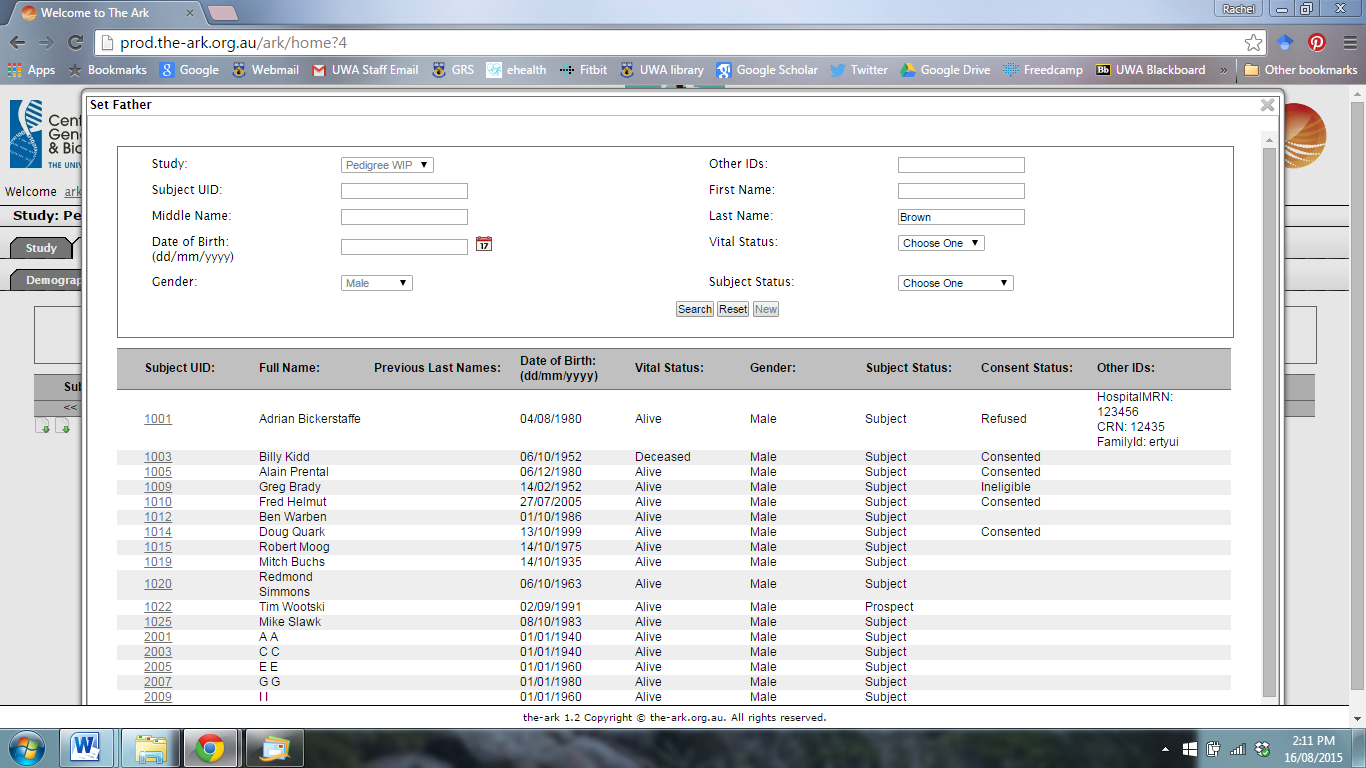 Welcome to The Ark
Rachel
prod.the-ark.org.au/ark/home?4
Apps Bookmarks Google Webmail UWA Staff Email GRS ehealth Fitbit UWA library Google Scholar Twitter Google Drive Freedcamp Bb UWA Blackboard » Other bookmarks
Set Father
Cent
Gen
& Bio
THE UNIV
Welcome ark
Study: Pe
Study
Demograp
Sul
<<
Study: Pedigree WIP Other IDs:
Subject UID: First Name:
Middle Name: Last Name: Brown
Date of Birth: 17 Vital Status: Choose One
(dd/mm/yyyy)
Gender: Male Subject Status: Choose One
Search Reset New
Subject UID: Full Name: Previous Last Names: Date of Birth: Vital Status: Gender: Subject Status: Consent Status: Other IDs:
(dd/mm/yyyy)
1001 Adrian Bickerstaffe 04/08/1980 Alive Male Subject Refused HospitalMRN:
123456
CRN: 12435
FamilyId: ertyui
1003 Billy Kidd 06/10/1952 Deceased Male Subject Consented
1005 Alain Prental 06/12/1980 Alive Male Subject Consented
1009 Greg Brady 14/02/1952 Alive Male Subject Ineligible
1010 Fred Helmut 27/07/2005 Alive Male Subject Consented
1012 Ben Warben 01/10/1986 Alive Male Subject
1014 Doug Quark 13/10/1999 Alive Male Subject Consented
1015 Robert Moog 14/10/1975 Alive Male Subject
1019 Mitch Buchs 14/10/1935 Alive Male Subject
1020 Redmond
Simmons 06/10/1963 Alive Male Subject
1022 Tim Wootski 02/09/1991 Alive Male Prospect
1025 Mike Slawk 08/10/1983 Alive Male Subject
2001 A A 01/01/1940 Alive Male Subject
2003 C C 01/01/1940 Alive Male Subject
2005 E E 01/01/1960 Alive Male Subject
2007 G G 01/01/1980 Alive Male Subject
2009 I I 01/01/1960 Alive Male Subject
the-ark 1.2 Copyright © the-ark.org.au. All rights reserved.
2:11 PM
16/08/2015